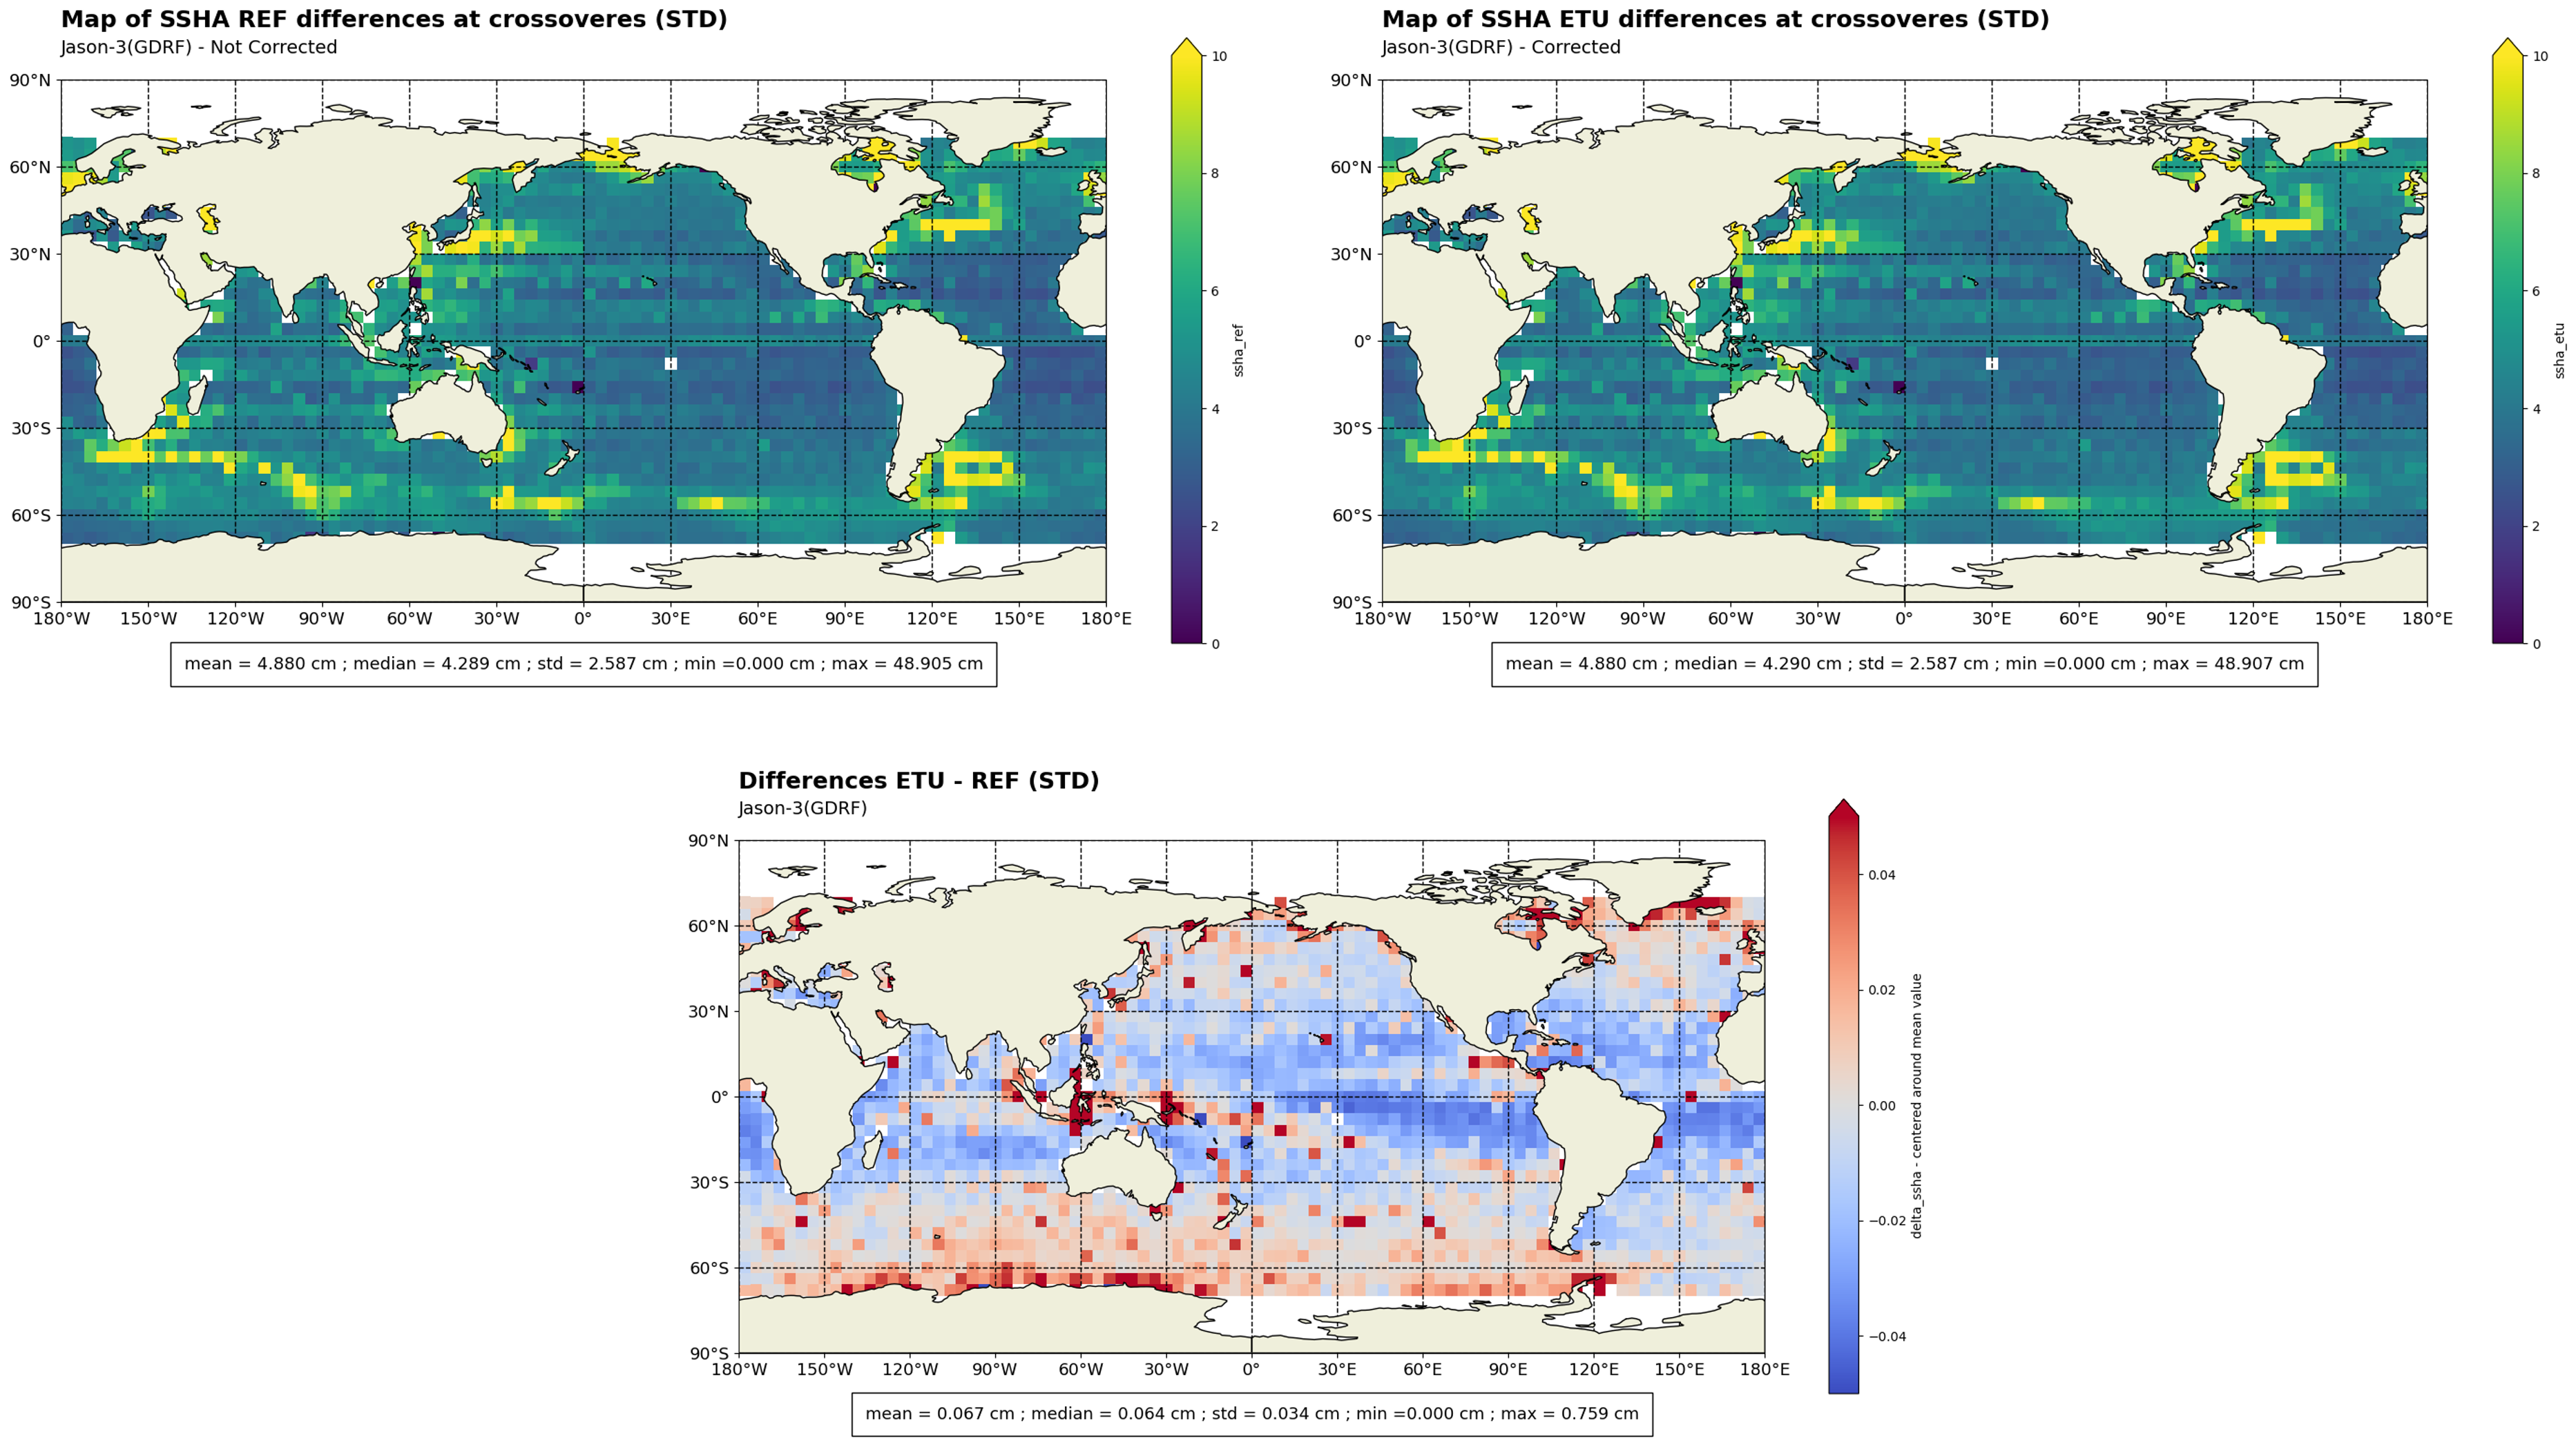 Map of SSHA REF differences at crossoveres (STD)
Jason-3(GDRF) - Not Corrected
90°N
60°N
30°N
0°
30°S
60°S
90°S
180°W 150°W 120°W 90°W 60°W 30°W 0° 30°E 60°E 90°E 120°E 150°E 180°E
10
8
6
4
2
0
ssha_ref
mean = 4.880 cm ; median = 4.289 cm ; std = 2.587 cm ; min =0.000 cm ; max = 48.905 cm
Map of SSHA ETU differences at crossoveres (STD)
Jason-3(GDRF) - Corrected
90°N
60°N
30°N
0°
30°S
60°S
90°S
180°W 150°W 120°W 90°W 60°W 30°W 0° 30°E 60°E 90°E 120°E 150°E 180°E
10
8
6
4
2
0
ssha_etu
mean = 4.880 cm ; median = 4.290 cm ; std = 2.587 cm ; min =0.000 cm ; max = 48.907 cm
Differences ETU - REF (STD)
Jason-3(GDRF)
90°N
60°N
30°N
0°
30°S
60°S
90°S
180°W 150°W 120°W 90°W 60°W 30°W 0° 30°E 60°E 90°E 120°E 150°E 180°E
0.04
0.02
0.00
−0.02
−0.04
delta_ssha - centered around mean value
mean = 0.067 cm ; median = 0.064 cm ; std = 0.034 cm ; min =0.000 cm ; max = 0.759 cm